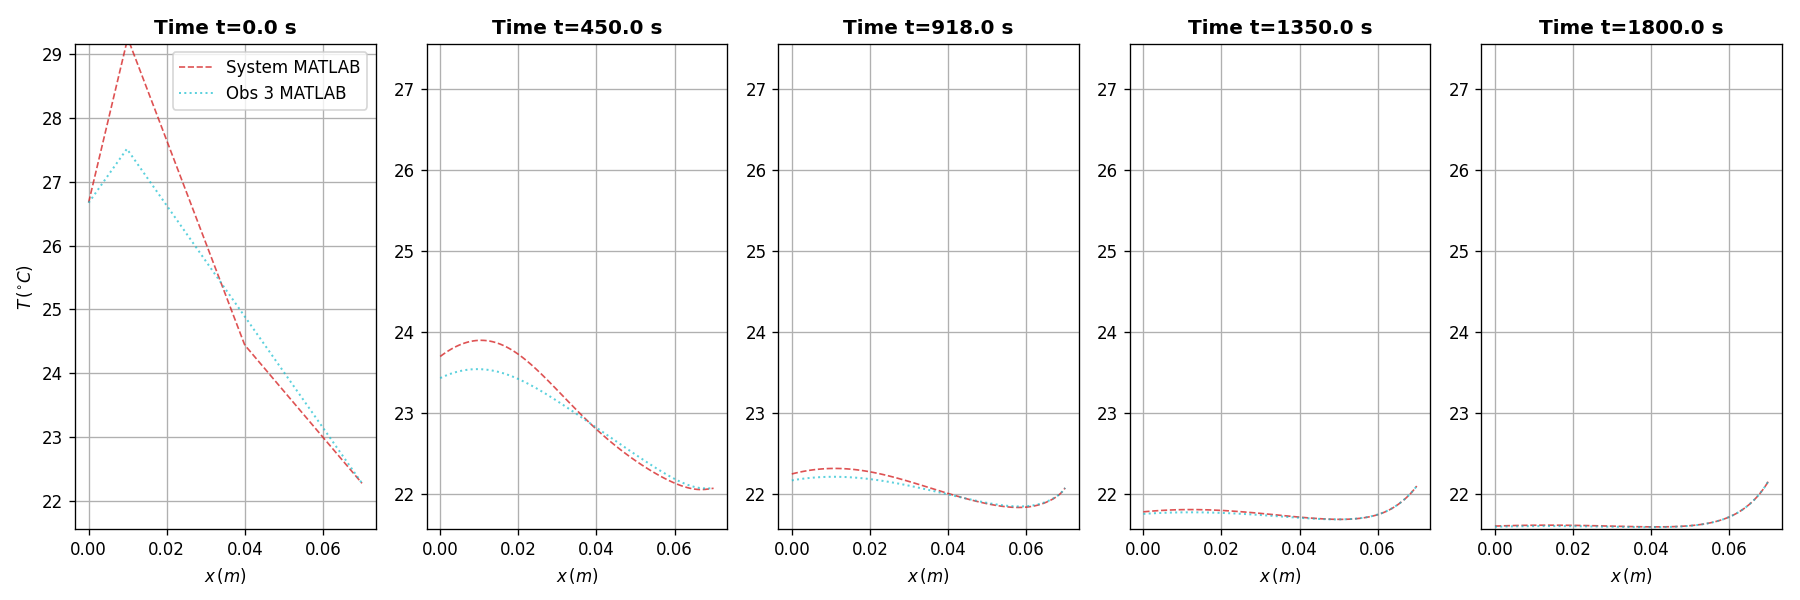 Time t=0.0 s
Time t=450.0 s
Time t=918.0 s
Time t=1350.0 s
Time t=1800.0 s
System MATLAB
Obs 3 MATLAB
T (°C)
29
28
27
26
25
24
23
22
0.00 0.02 0.04 0.06
x (m)
27
26
25
24
23
22
0.00 0.02 0.04 0.06
x (m)
27
26
25
24
23
22
0.00 0.02 0.04 0.06
x (m)
27
26
25
24
23
22
0.00 0.02 0.04 0.06
x (m)
27
26
25
24
23
22
0.00 0.02 0.04 0.06
x (m)